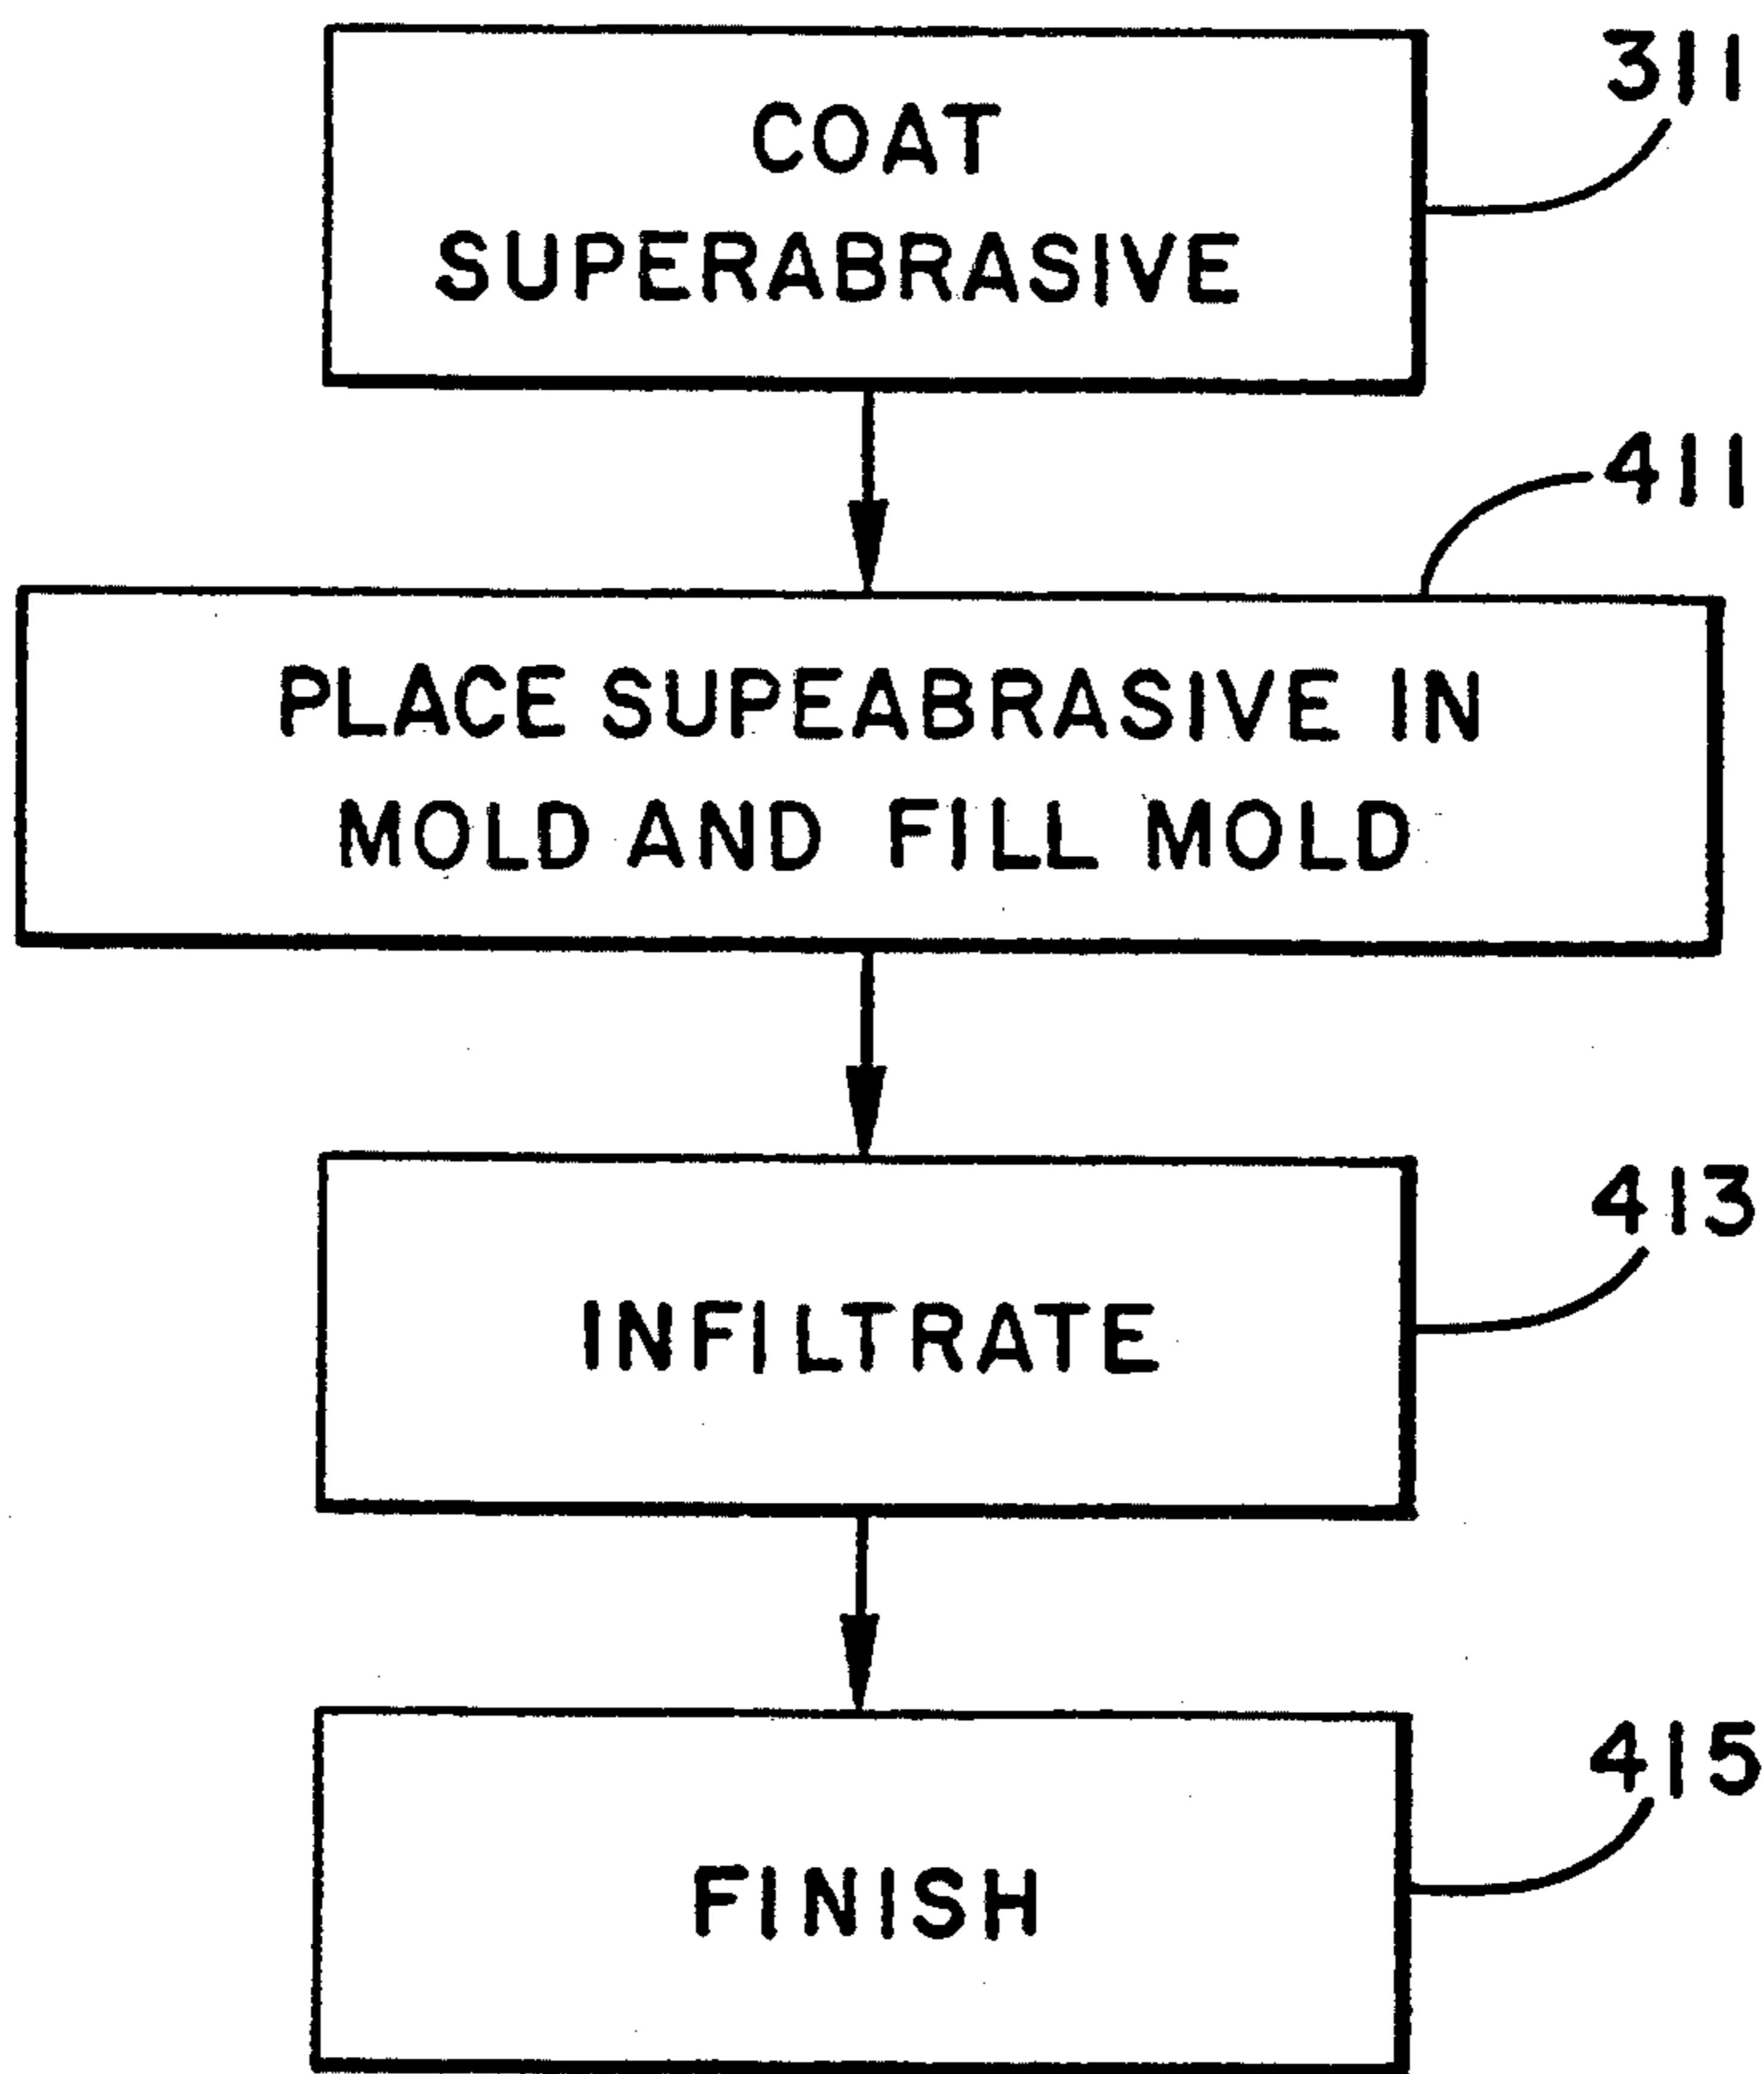 311
COAT
SUPERABRASIVE
411
PLACE SUPEABRASIVE IN
MOLD AND FILL MOLD
413
INFILTRATE
415
FINISH